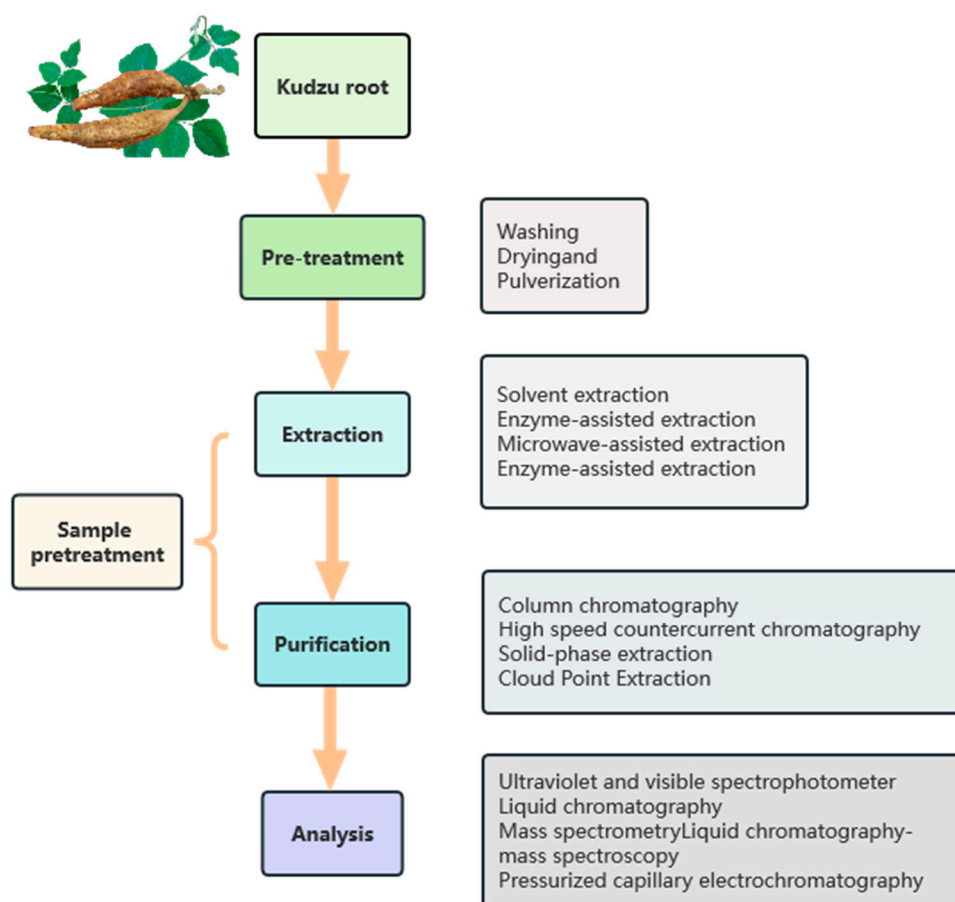 Kudzu root
Pre-treatment
Washing
Dryingand
Pulverization
Extraction
Solvent extraction
Enzyme-assisted extraction
Microwave-assisted extraction
Enzyme-assisted extraction
Sample
pretreatment
Purification
Column chromatography
High speed countercurrent chromatography
Solid-phase extraction
Cloud Point Extraction
Analysis
Ultraviolet and visible spectrophotometer
Liquid chromatography
Mass spectrometryLiquid chromatography-
mass spectroscopy
Pressurized capillary electrochromatography